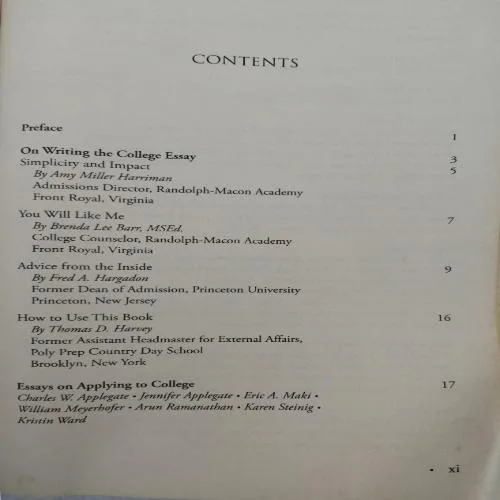 CONTENTS
Preface 1
On Writing the College Essay 3
Simplicity and Impact 5
By Amy Miller Harriman
Admissions Director, Randolph-Macon Academy
Front Royal, Virginia
You Will Like Me 7
By Brenda Lee Barr, MSEd.
College Counselor, Randolph-Macon Academy
Front Royal, Virginia
Advice from the Inside 9
By Fred A. Hargadon
Former Dean of Admission, Princeton University
Princeton, New Jersey
How to Use This Book 16
By Thomas D. Harvey
Former Assistant Headmaster for External Affairs,
Poly Prep Country Day School
Brooklyn, New York
Essays on Applying to College 17
Charles W. Applegate • Jennifer Applegate • Eric A. Maki •
William Meyerhofer • Arun Ramanathan • Karen Steinig •
Kristin Ward
• xi